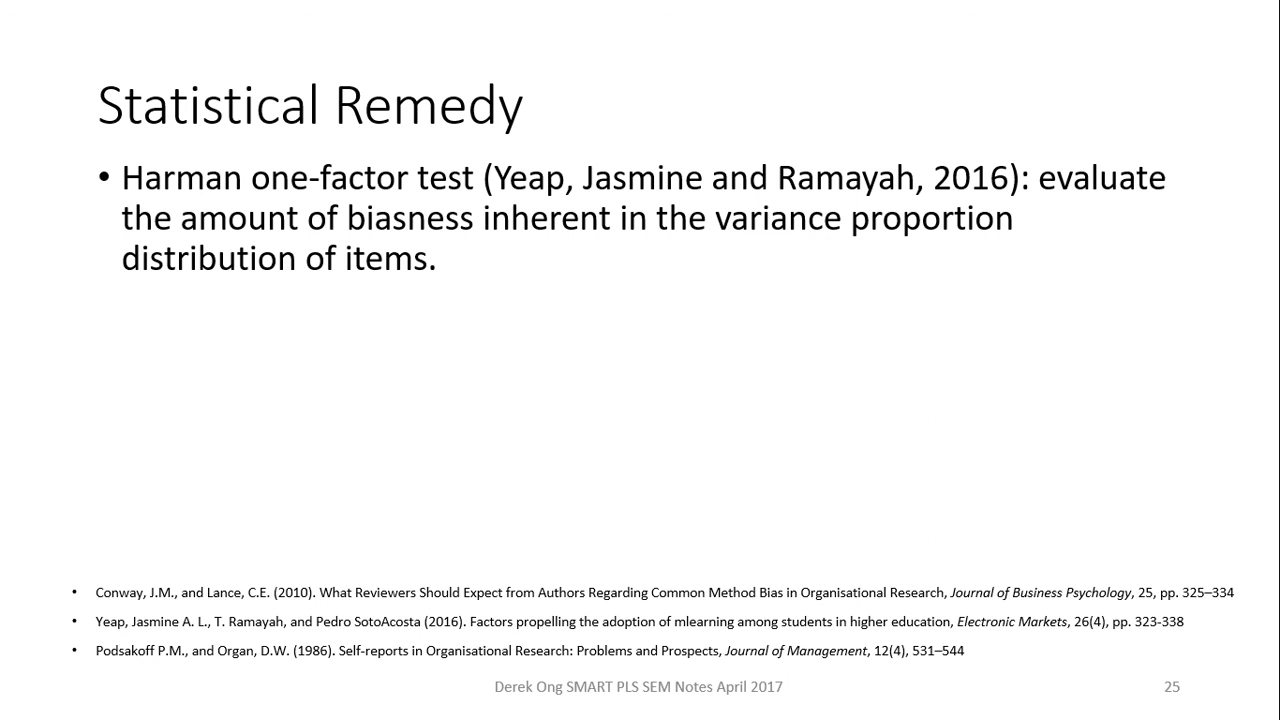 Statistical Remedy
• Harman one-factor test (Yeap, Jasmine and Ramayah, 2016): evaluate
the amount of biasness inherent in the variance proportion
distribution of items.
• Conway, J.M., and Lance, C.E. (2010). What Reviewers Should Expect from Authors Regarding Common Method Bias in Organisational Research, Journal of Business Psychology, 25, pp. 325–334
• Yeap, Jasmine A. L., T. Ramayah, and Pedro SotoAcosta (2016). Factors propelling the adoption of mlearning among students in higher education, Electronic Markets, 26(4), pp. 323-338
• Podsakoff P.M., and Organ, D.W. (1986). Self-reports in Organisational Research: Problems and Prospects, Journal of Management, 12(4), 531–544
Derek Ong SMART PLS SEM Notes April 2017
25